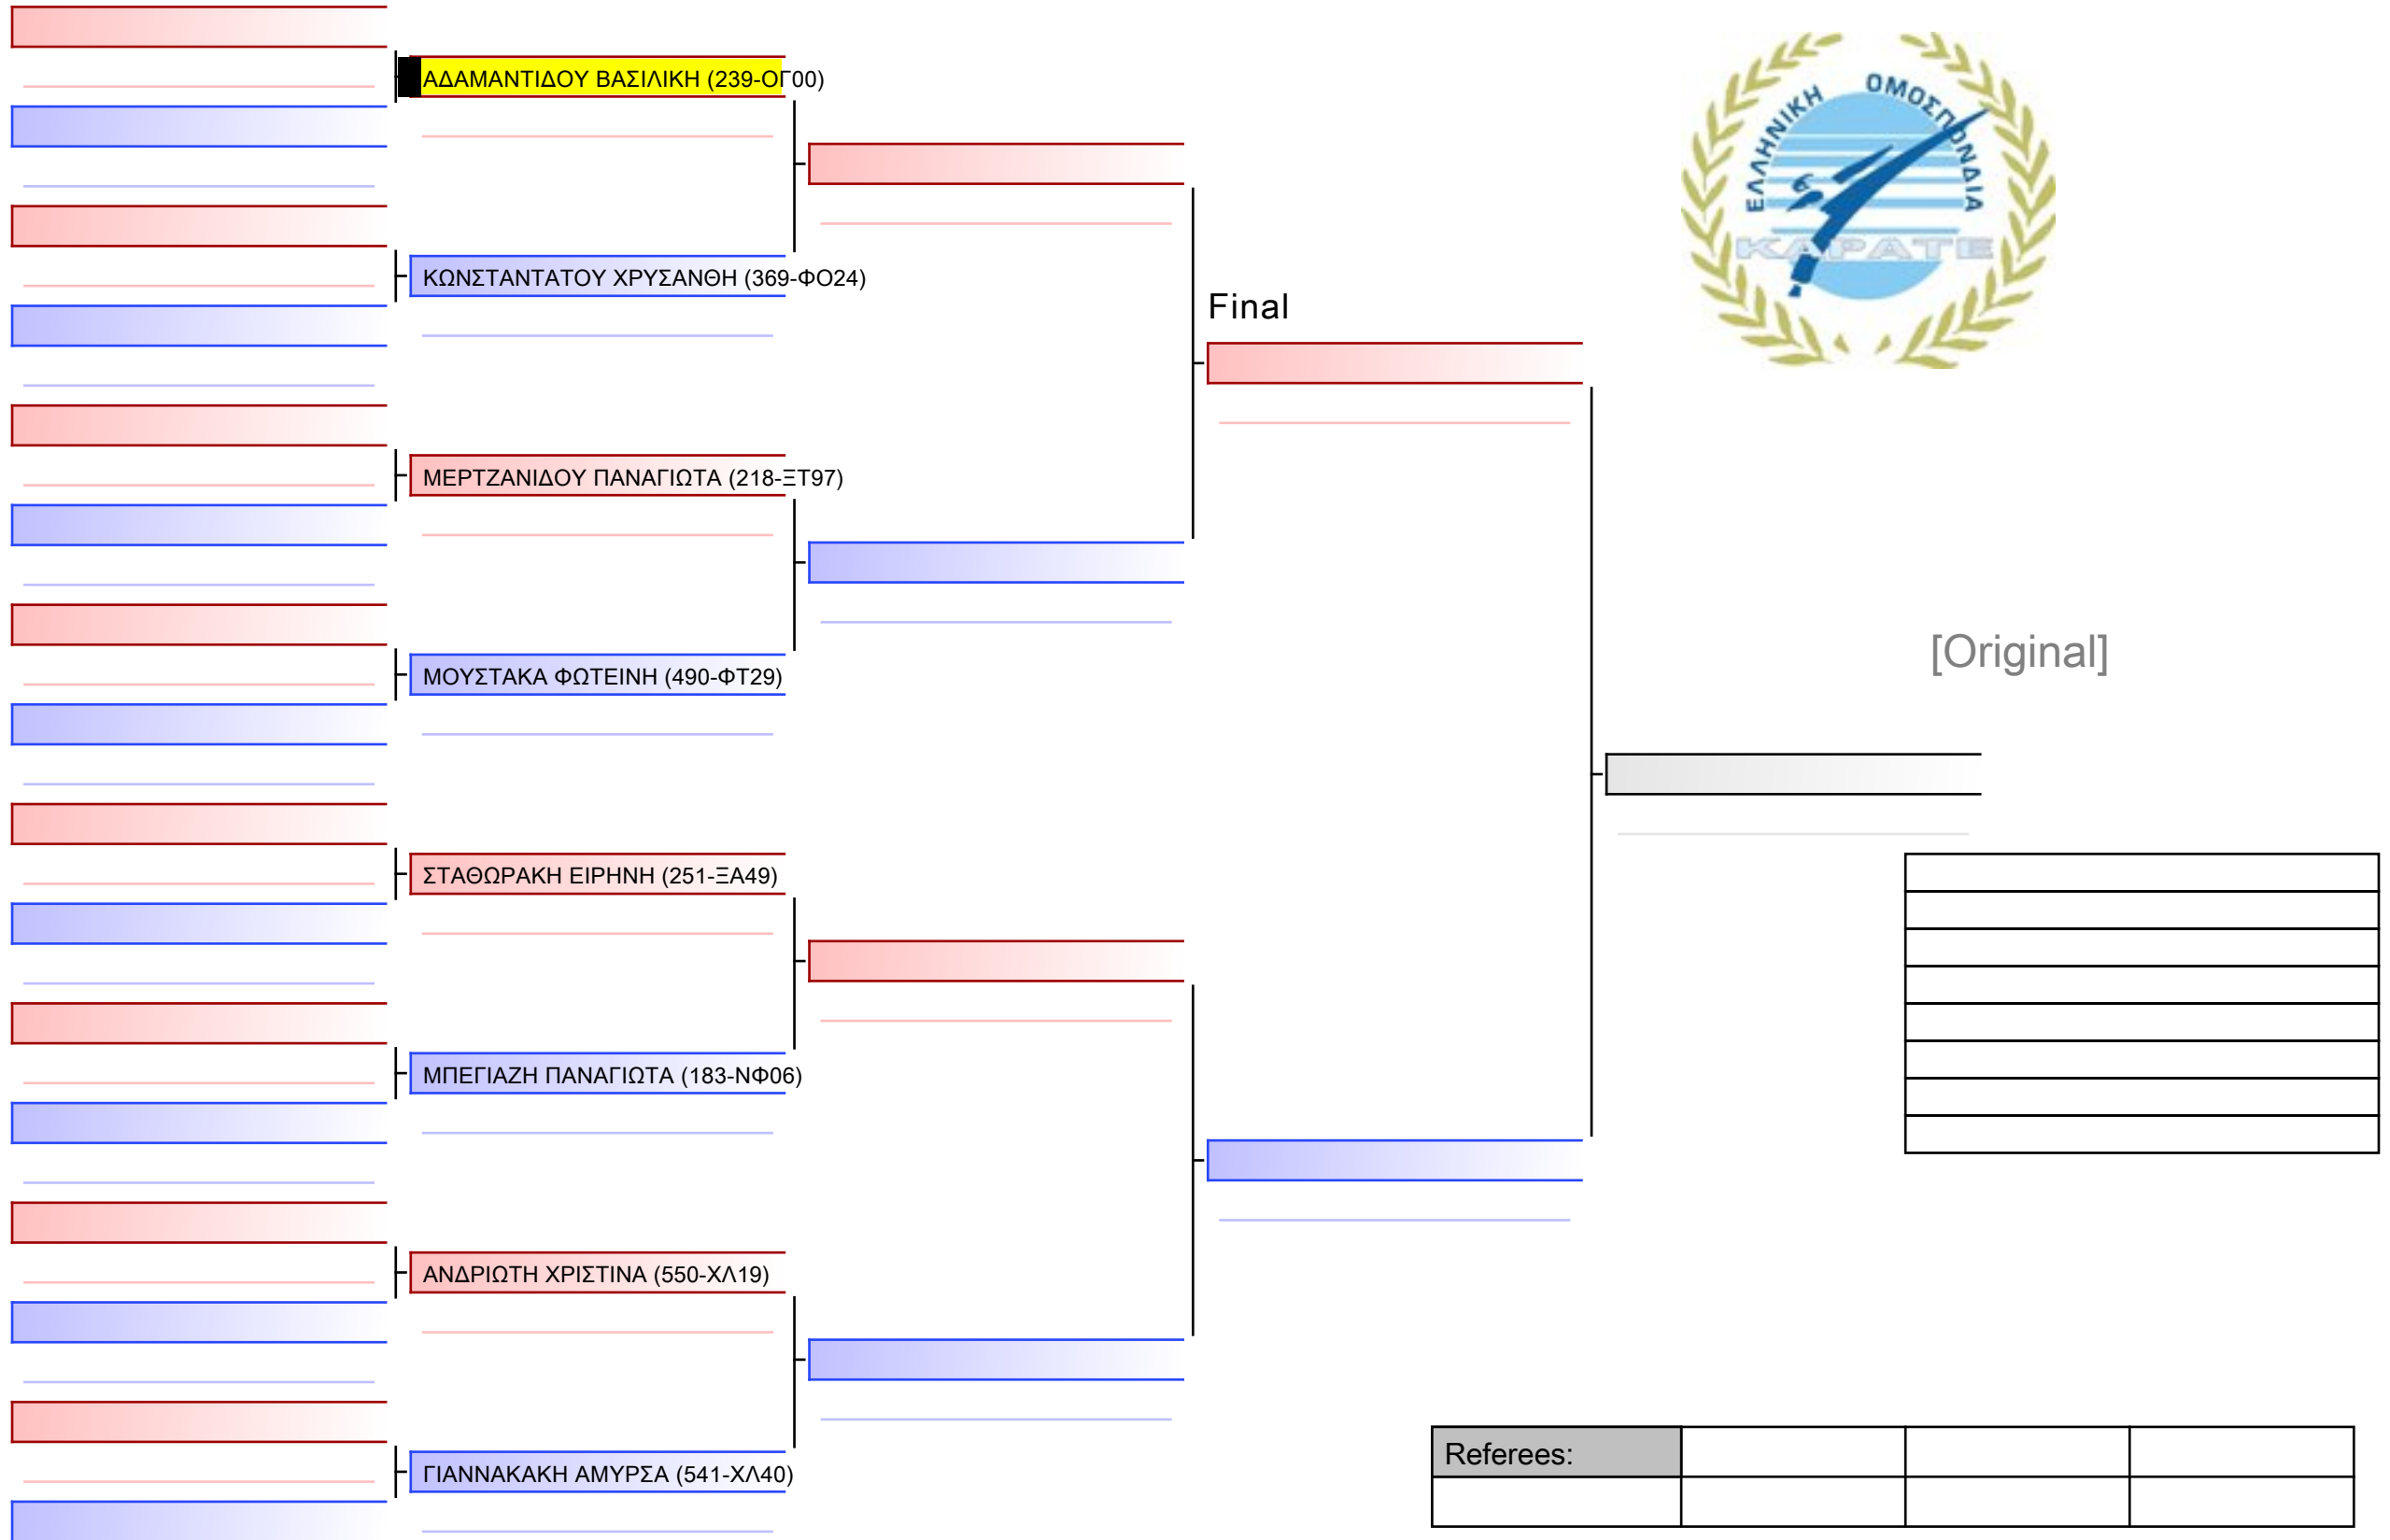 ΑΔΑΜΑΝΤΙΔΟΥ ΒΑΣΙΛΙΚΗ (239-ΟΓ00)
ΕΛΛΗΝΙΚΗ ΟΜΟΣΠΟΝΔΙΑ
ΚΑΡΑΤΕ
ΚΩΝΣΤΑΝΤΑΤΟΥ ΧΡΥΣΑΝΘΗ (369-ΦΟ24)
Final
ΜΕΡΤΖΑΝΙΔΟΥ ΠΑΝΑΓΙΩΤΑ (218-ΞΤ97)
[Original]
ΜΟΥΣΤΑΚΑ ΦΩΤΕΙΝΗ (490-ΦΤ29)
ΣΤΑΘΩΡΑΚΗ ΕΙΡΗΝΗ (251-ΞΑ49)
ΜΠΕΓΙΑΖΗ ΠΑΝΑΓΙΩΤΑ (183-ΝΦ06)
ΑΝΔΡΙΩΤΗ ΧΡΙΣΤΙΝΑ (550-ΧΛ19)
ΓΙΑΝΝΑΚΑΚΗ ΑΜΥΡΣΑ (541-ΧΛ40)
Referees: